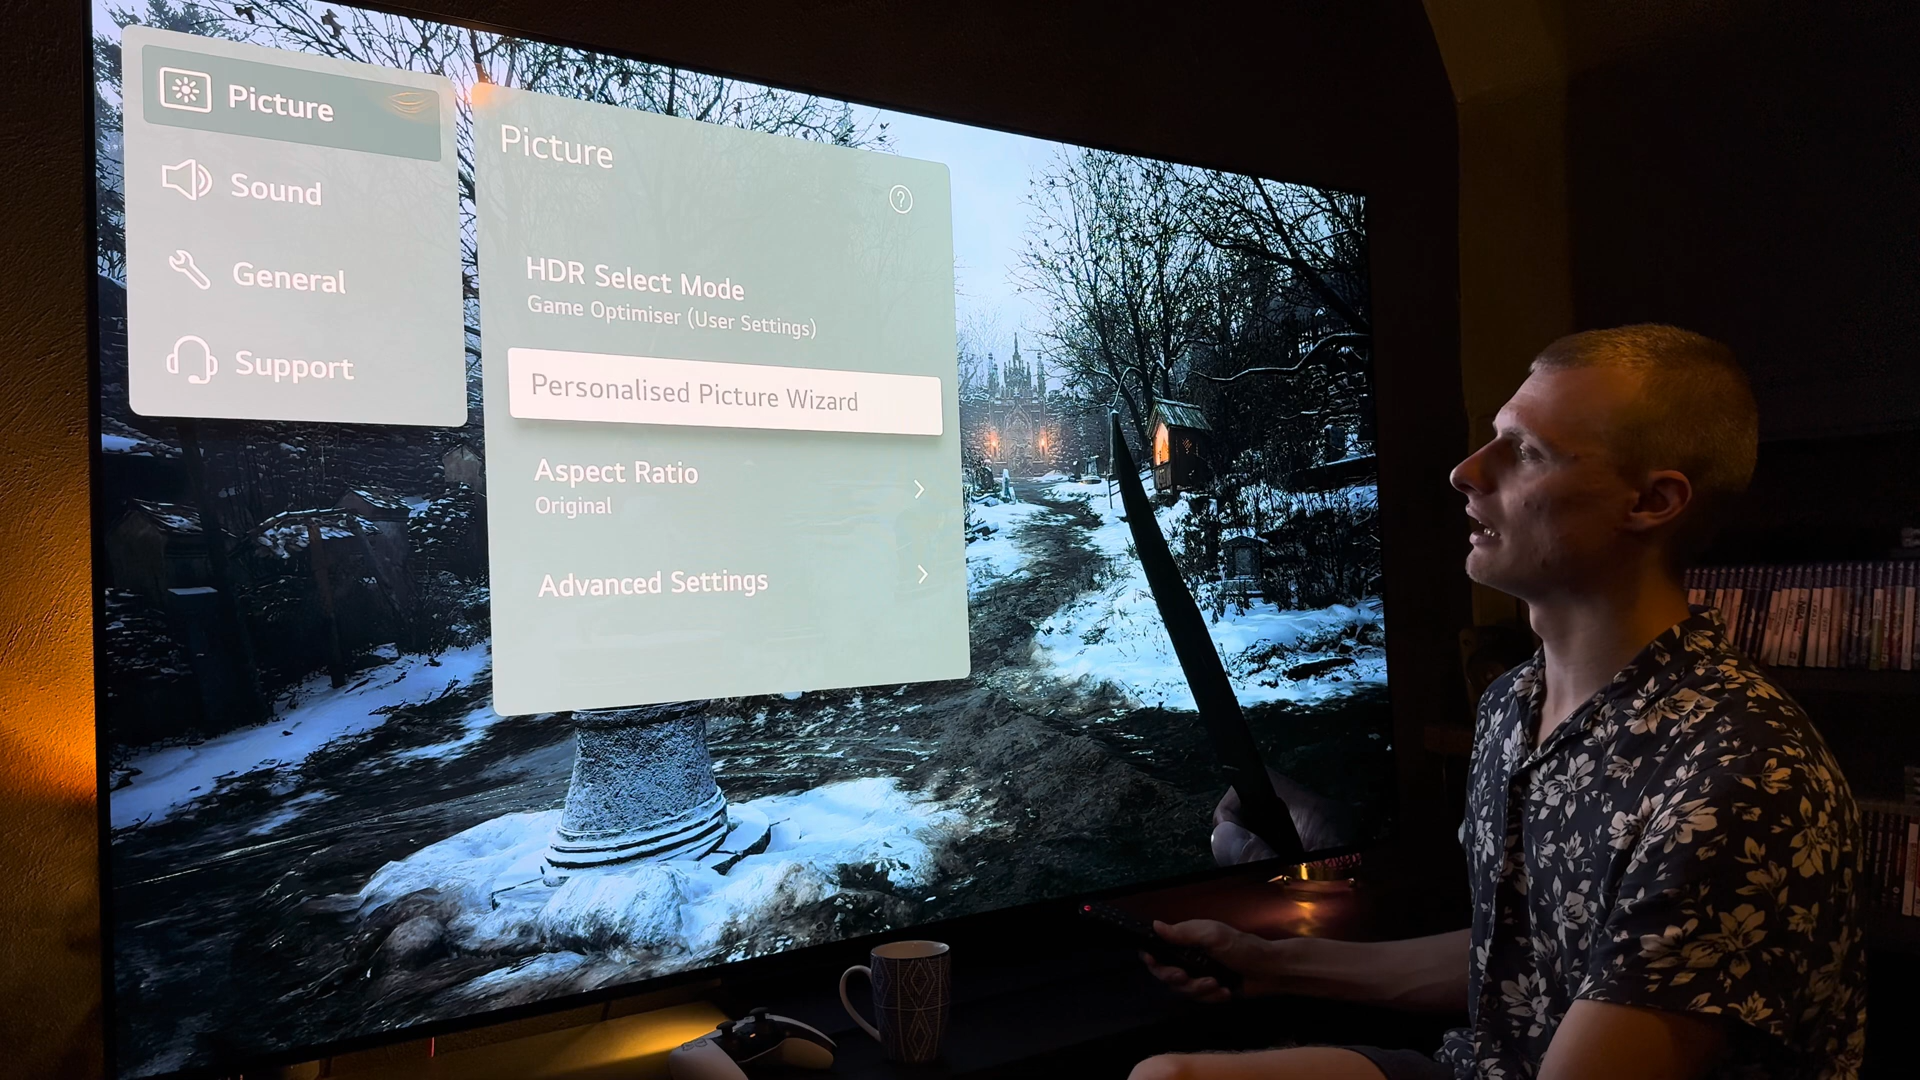 Picture
Sound
General
Support
Picture
?
HDR Select Mode
Game Optimiser (User Settings)
Personalised Picture Wizard
Aspect Ratio
Original
Advanced Settings